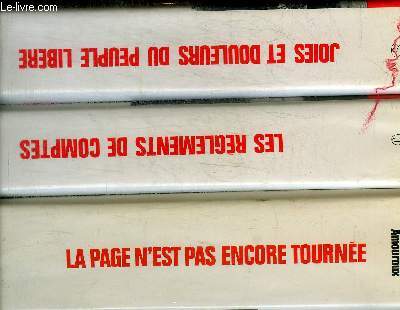 Le-livre.com
JOIES ET DOULEURS DU PEUPLE LIBERE
LES REGLEMENTS DE COMPTES
LA PAGE N'EST PAS ENCORE TOURNÉE
Amouroux